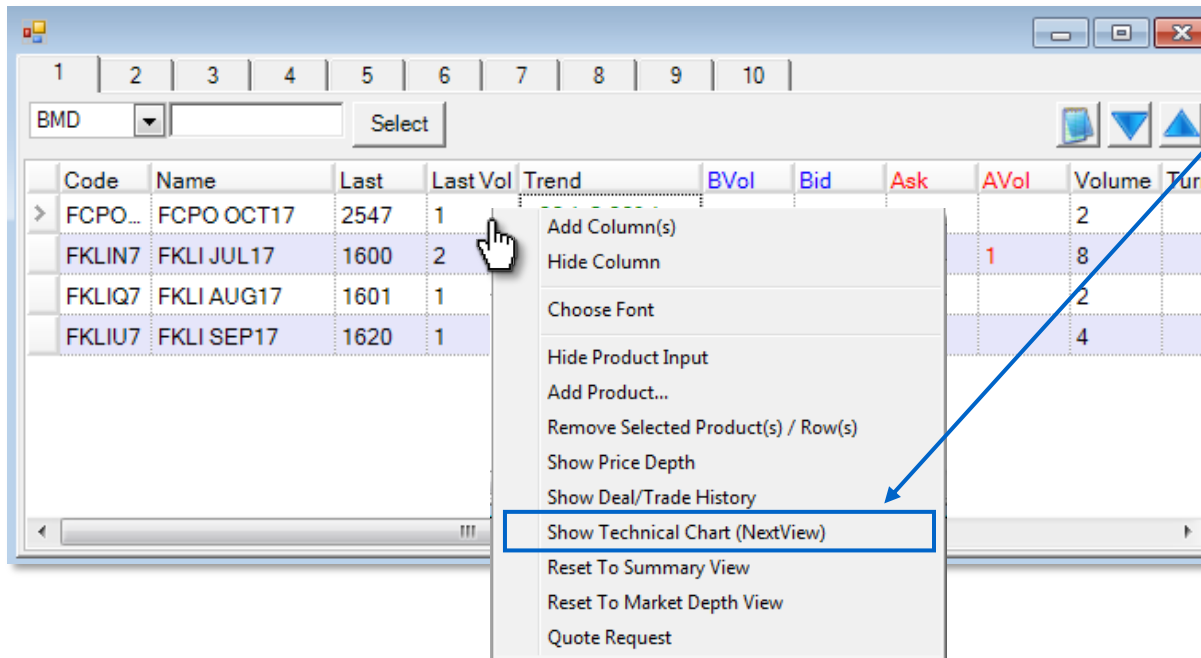 1 2 3 4 5 6 7 8 9 10
BMD Select
Code Name Last Last Vol Trend BVol Bid Ask AVol Volume Tur
FCPO... FCPO OCT17 2547 1 2
FKLIN7 FKLI JUL17 1600 2 1 8
FKLIQ7 FKLI AUG17 1601 1 2
FKLIU7 FKLI SEP17 1620 1 4
Add Column(s)
Hide Column
Choose Font
Hide Product Input
Add Product...
Remove Selected Product(s) / Row(s)
Show Price Depth
Show Deal/Trade History
Show Technical Chart (NextView)
Reset To Summary View
Reset To Market Depth View
Quote Request